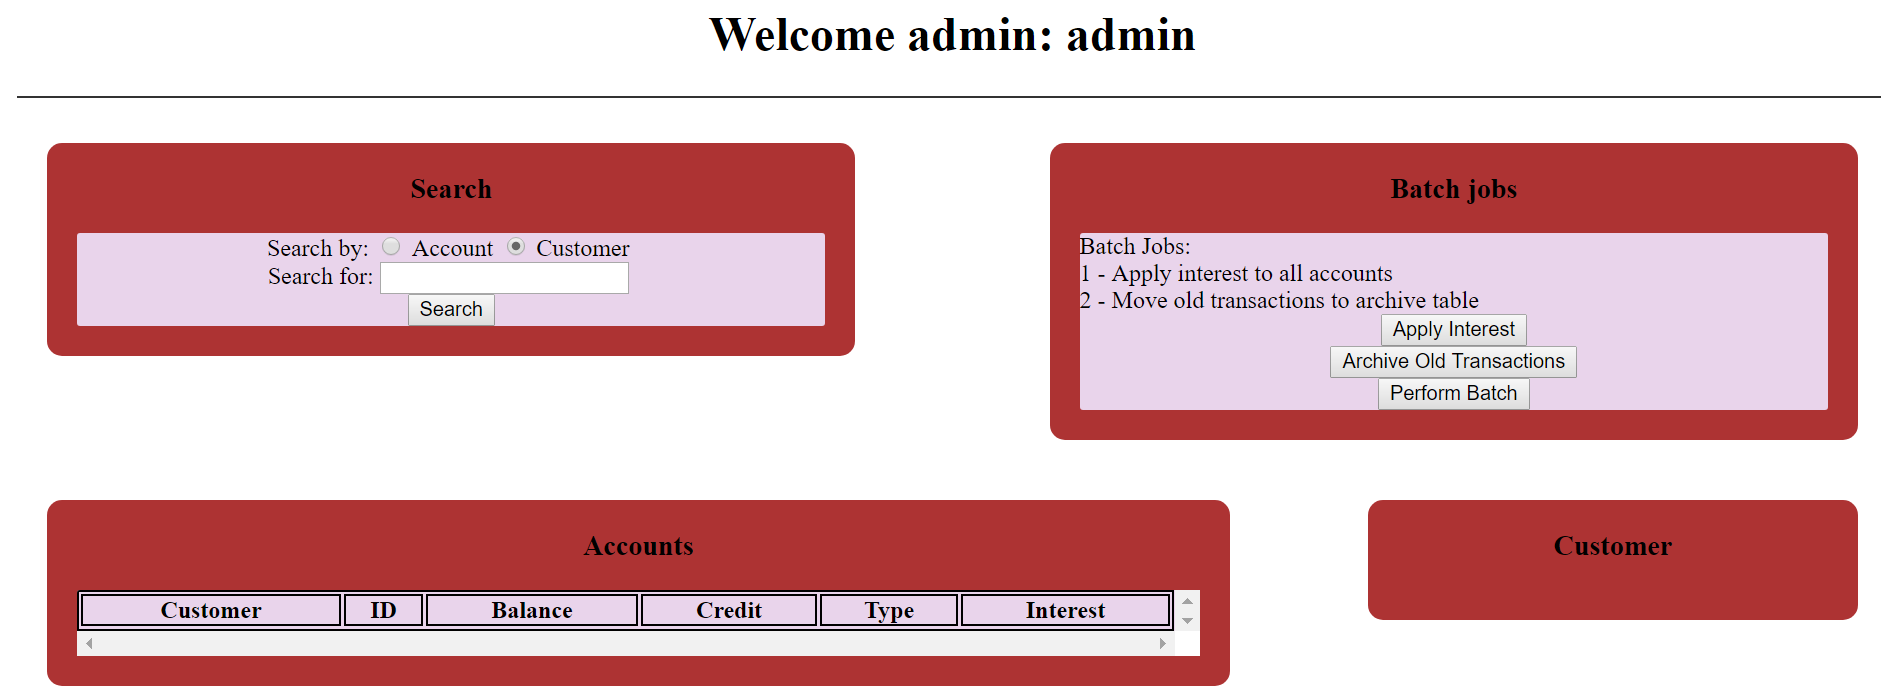 Welcome admin: admin
Search
Search by: Account Customer
Search for:
Search
Batch jobs
Batch Jobs:
1 - Apply interest to all accounts
2 - Move old transactions to archive table
Apply Interest
Archive Old Transactions
Perform Batch
Accounts
Customer ID Balance Credit Type Interest
Customer